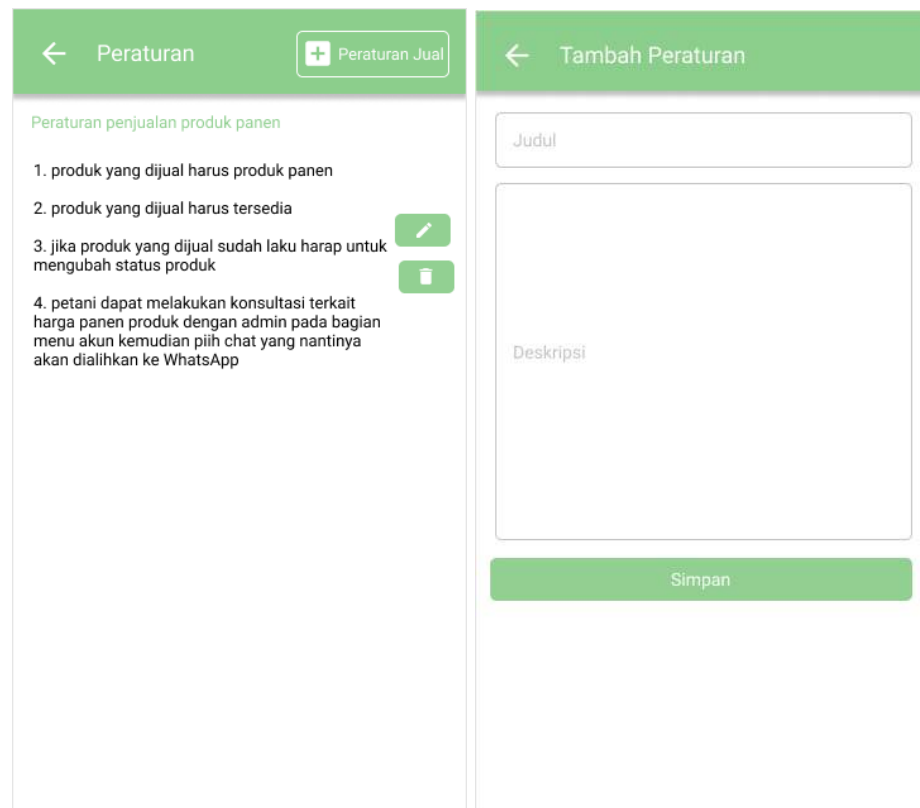 Peraturan
Peraturan Jual
Peraturan penjualan produk panen
1. produk yang dijual harus produk panen
2. produk yang dijual harus tersedia
3. jika produk yang dijual sudah laku harap untuk
mengubah status produk
4. petani dapat melakukan konsultasi terkait
harga panen produk dengan admin pada bagian
menu akun kemudian piih chat yang nantinya
akan dialihkan ke WhatsApp
Tambah Peraturan
Judul
Deskripsi
Simpan